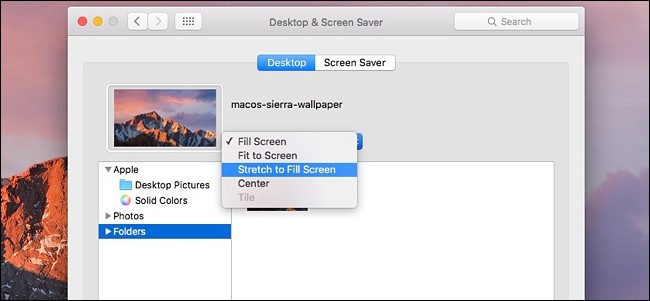 Desktop & Screen Saver
Search
Desktop
Screen Saver
macos-sierra-wallpaper
✓ Fill Screen
Fit to Screen
Stretch to Fill Screen
Center
Tile
Apple
Desktop Pictures
Solid Colors
Photos
Folders